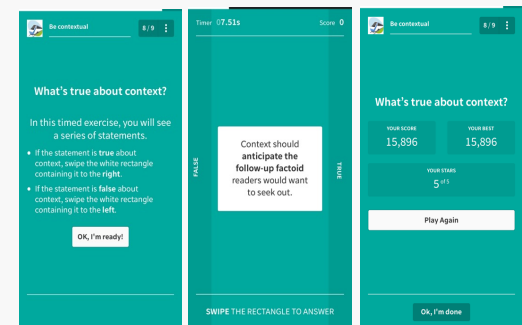 Be contextual
8 / 9
What's true about context?
In this timed exercise, you will see
a series of statements.
• If the statement is true about
context, swipe the white rectangle
containing it to the right.
• If the statement is false about
context, swipe the white rectangle
containing it to the left.
OK, I'm ready!
Timer 07.51s
Score 0
FALSE
Context should
anticipate the
follow-up factoid
readers would want
to seek out.
TRUE
SWIPE THE RECTANGLE TO ANSWER
Be contextual
8 / 9
What's true about context?
YOUR SCORE
15,896
YOUR BEST
15,896
YOUR STARS
5 of 5
Play Again
Ok, I'm done